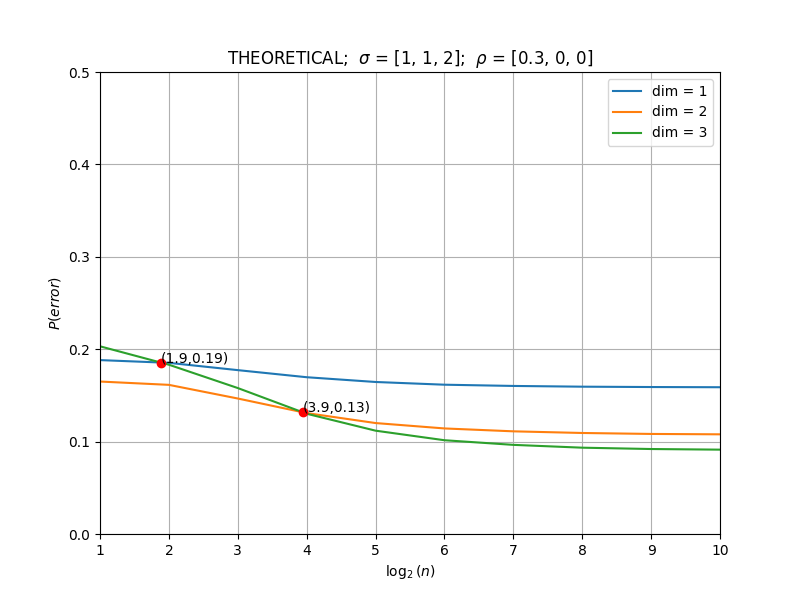 THEORETICAL;  σ = [1, 1, 2];  ρ = [0.3, 0, 0]
dim = 1
dim = 2
dim = 3
P(error)
0.5
0.4
0.3
0.2
0.1
0.0
(1.9,0.19)
(3.9,0.13)
1 2 3 4 5 6 7 8 9 10
log₂(n)